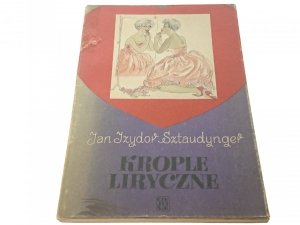 Jan Izydor Sztaudynger
KROPLE
LIRYCZNE